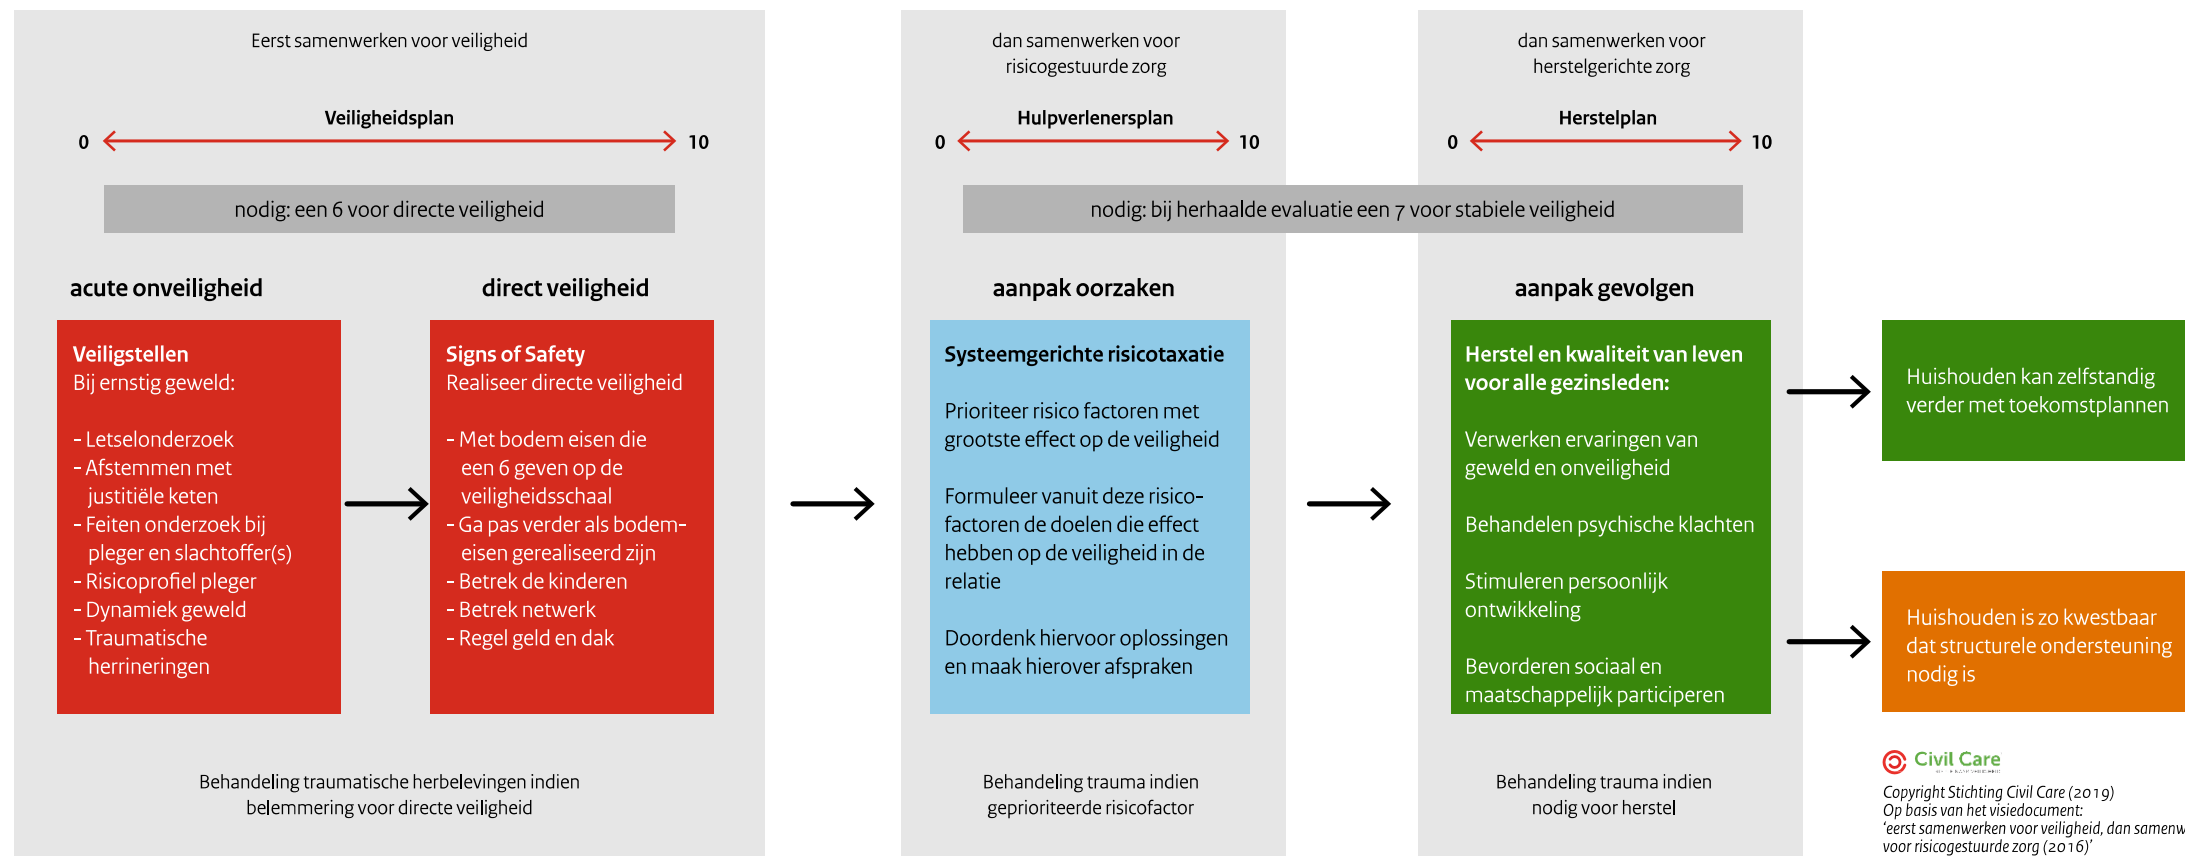 Eerst samenwerken voor veiligheid
Veiligheidsplan
0
10
nodig: een 6 voor directe veiligheid
acute onveiligheid
Veiligstellen
Bij ernstig geweld:
- Letselonderzoek
- Afstemmen met
justitiële keten
- Feiten onderzoek bij
pleger en slachtoffer(s)
- Risicoprofiel pleger
- Dynamiek geweld
- Traumatische
herrineringen
direct veiligheid
Signs of Safety
Realiseer directe veiligheid
- Met bodem eisen die
een 6 geven op de
veiligheidsschaal
- Ga pas verder als bodem-
eisen gerealiseerd zijn
- Betrek de kinderen
- Betrek netwerk
- Regel geld en dak
Behandeling traumatische herbelevingen indien
belemmering voor directe veiligheid
dan samenwerken voor
risicogestuurde zorg
Hulpverlenersplan
0
10
nodig: bij herhaalde evaluatie een 7 voor stabiele veiligheid
aanpak oorzaken
Systeemgerichte risicotaxatie
Prioriteer risico factoren met
grootste effect op de veiligheid
Formuleer vanuit deze risico-
factoren de doelen die effect
hebben op de veiligheid in de
relatie
Doordenk hiervoor oplossingen
en maak hierover afspraken
Behandeling trauma indien
geprioriteerde risicofactor
dan samenwerken voor
herstelgerichte zorg
Herstelplan
0
10
aanpak gevolgen
Herstel en kwaliteit van leven
voor alle gezinsleden:
Verwerken ervaringen van
geweld en onveiligheid
Behandelen psychische klachten
Stimuleren persoonlijk
ontwikkeling
Bevorderen sociaal en
maatschappelijk participeren
Behandeling trauma indien
nodig voor herstel
Huishouden kan zelfstandig
verder met toekomstplannen
Huishouden is zo kwestbaar
dat structurele ondersteuning
nodig is
Civil Care
Copyright Stichting Civil Care (2019)
Op basis van het visiedocument:
‘eerst samenwerken voor veiligheid, dan samenw
voor risicogestuurde zorg (2016)’